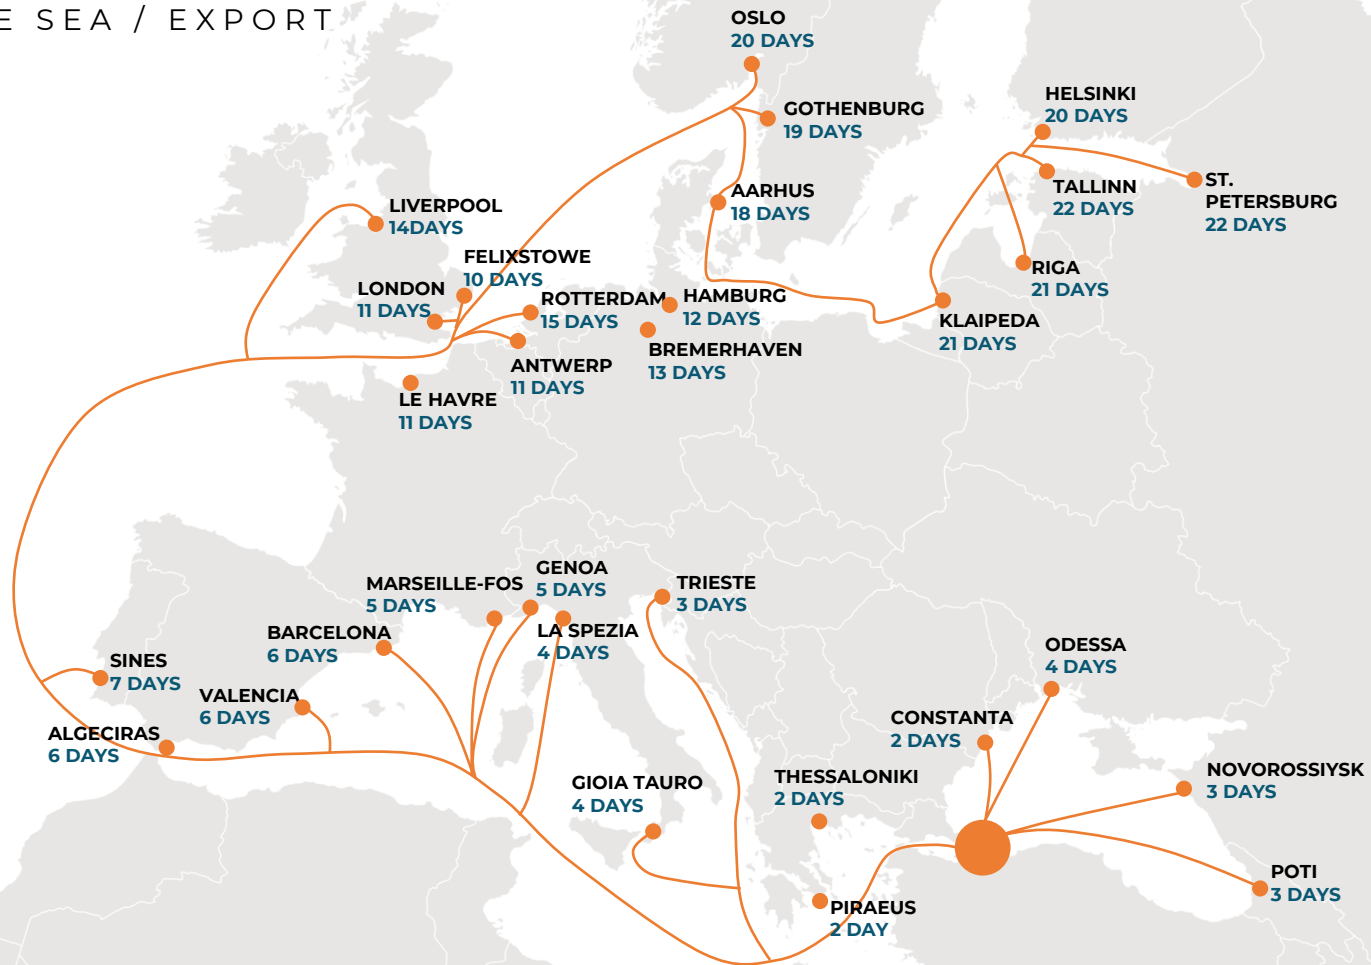 E SEA / EXPORT
OSLO
20 DAYS
GOTHENBURG
19 DAYS
HELSINKI
20 DAYS
AARHUS
18 DAYS
TALLINN
22 DAYS
ST.
PETERSBURG
22 DAYS
LIVERPOOL
14DAYS
FELIXSTOWE
10 DAYS
LONDON
11 DAYS
ROTTERDAM
15 DAYS
HAMBURG
12 DAYS
RIGA
21 DAYS
KLAIPEDA
21 DAYS
BREMERHAVEN
13 DAYS
ANTWERP
11 DAYS
LE HAVRE
11 DAYS
MARSEILLE-FOS
5 DAYS
GENOA
5 DAYS
TRIESTE
3 DAYS
BARCELONA
6 DAYS
LA SPEZIA
4 DAYS
SINES
7 DAYS
VALENCIA
6 DAYS
ODESSA
4 DAYS
ALGECIRAS
6 DAYS
CONSTANTA
2 DAYS
GIOIA TAURO
4 DAYS
THESSALONIKI
2 DAYS
NOVOROSSIYSK
3 DAYS
POTI
3 DAYS
PIRAEUS
2 DAY